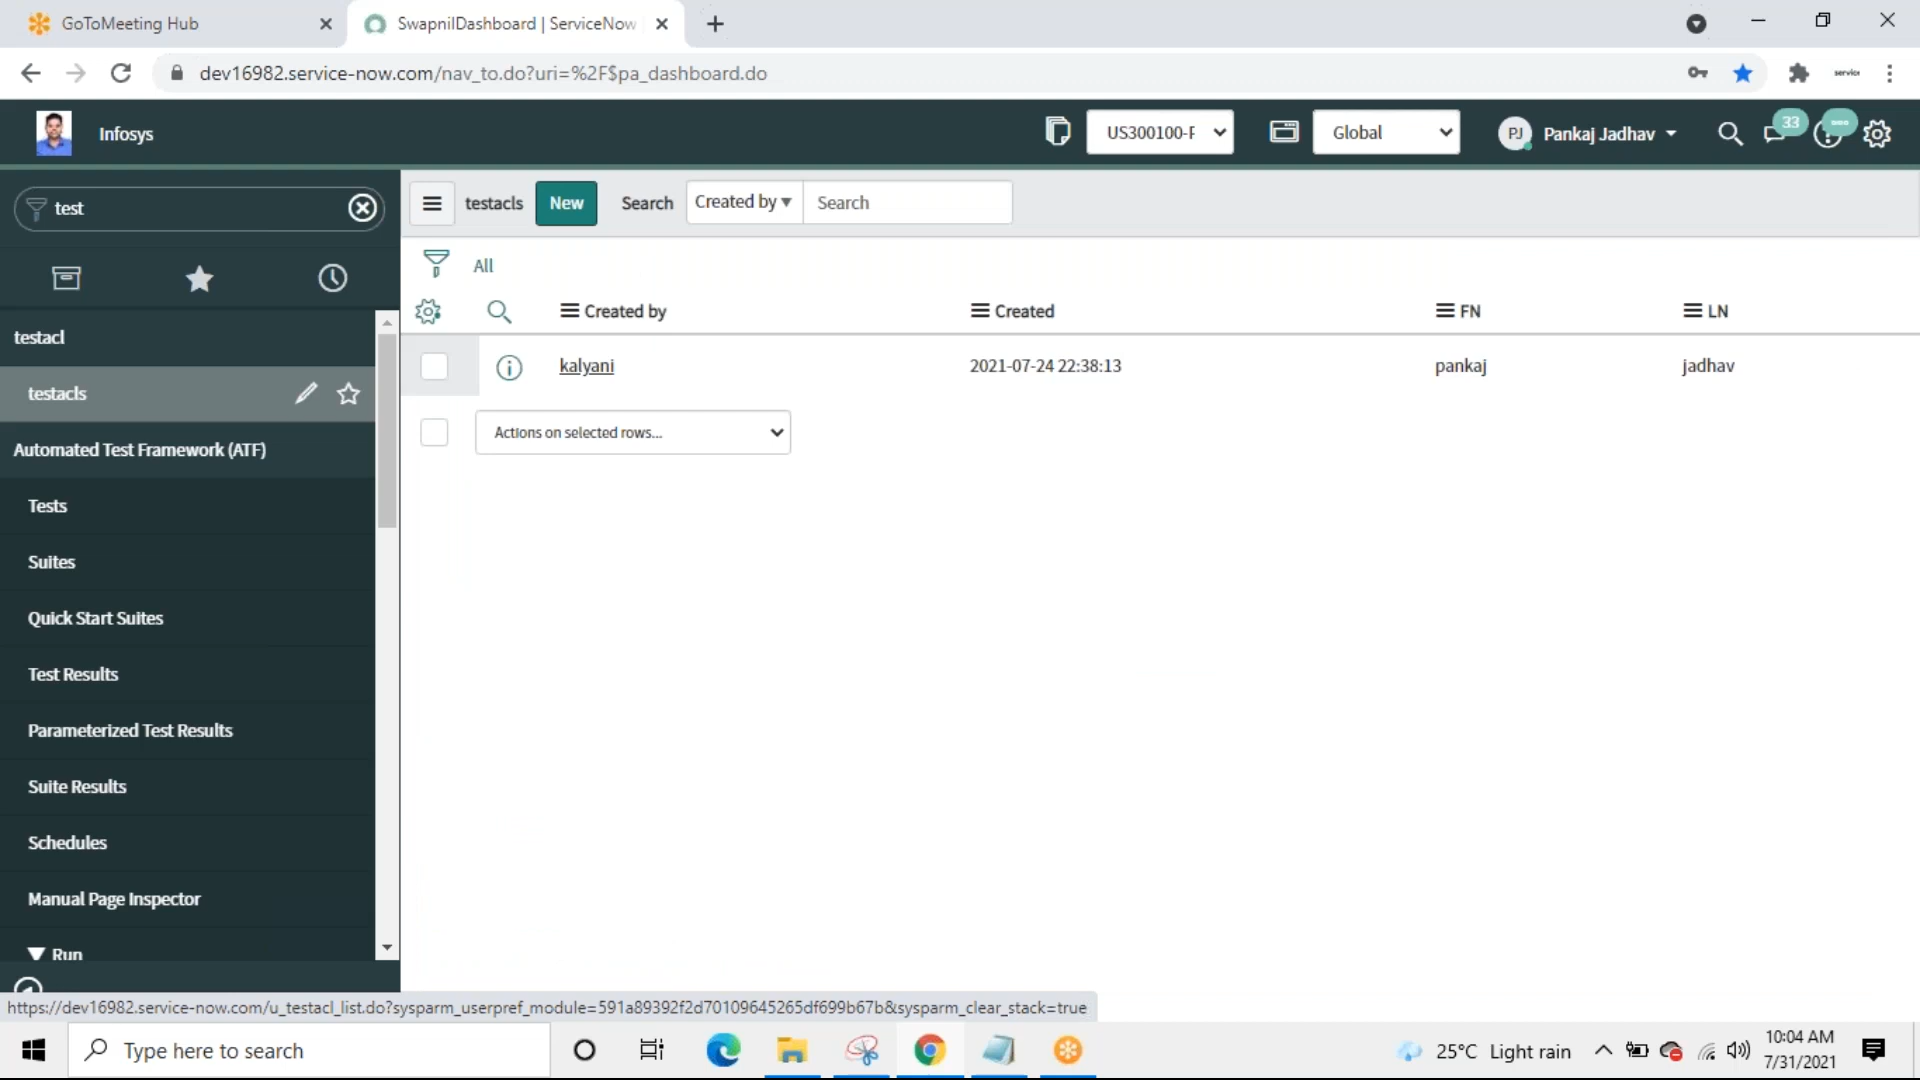 GoToMeeting Hub
SwapnilDashboard | ServiceNow
dev16982.service-now.com/nav_to.do?uri=%2F$pa_dashboard.do
service
Infosys
US300100-F
Global
PJ
Pankaj Jadhav
33
test
testacls
New
Search
Created by
Search
All
Created by
Created
FN
LN
kalyani
2021-07-24 22:38:13
pankaj
jadhav
Actions on selected rows...
testacl
testacls
Automated Test Framework (ATF)
Tests
Suites
Quick Start Suites
Test Results
Parameterized Test Results
Suite Results
Schedules
Manual Page Inspector
Run
https://dev16982.service-now.com/u_testacl_list.do?sysparm_userpref_module=591a89392f2d70109645265df699b67b&sysparm_clear_stack=true
Type here to search
25°C Light rain
10:04 AM
7/31/2021